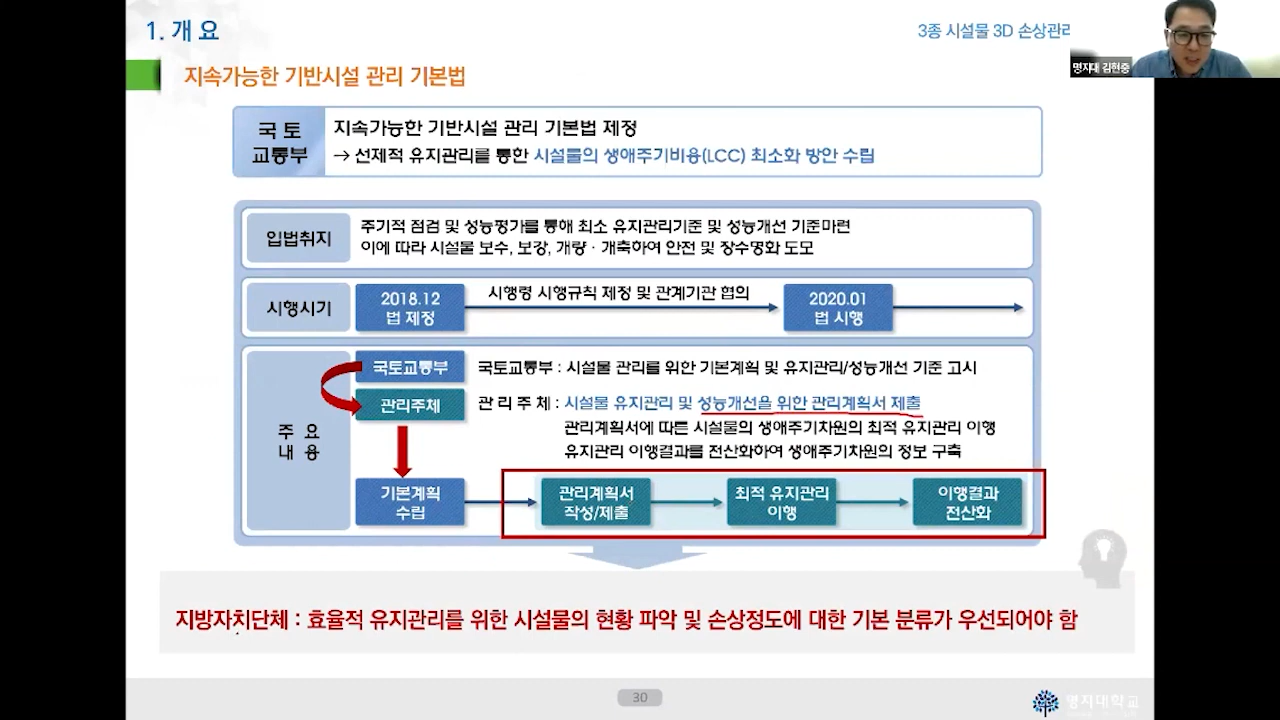 1. 개 요
3종 시설물 3D 손상관리
명지대 김현중
지속가능한 기반시설 관리 기본법
국 토
교통부
지속가능한 기반시설 관리 기본법 제정
→ 선제적 유지관리를 통한 시설물의 생애주기비용(LCC) 최소화 방안 수립
입법취지
주기적 점검 및 성능평가를 통해 최소 유지관리기준 및 성능개선 기준마련
이에 따라 시설물 보수, 보강, 개량 · 개축하여 안전 및 장수명화 도모
시행시기
2018.12
법 제정
시행령 시행규칙 제정 및 관계기관 협의
2020.01
법 시행
주 요
내 용
국토교통부
국토교통부 : 시설물 관리를 위한 기본계획 및 유지관리/성능개선 기준 고시
관리주체
관 리 주 체 : 시설물 유지관리 및 성능개선을 위한 관리계획서 제출
관리계획서에 따른 시설물의 생애주기차원의 최적 유지관리 이행
유지관리 이행결과를 전산화하여 생애주기차원의 정보 구축
기본계획
수립
관리계획서
작성/제출
최적 유지관리
이행
이행결과
전산화
지방자치단체 : 효율적 유지관리를 위한 시설물의 현황 파악 및 손상정도에 대한 기본 분류가 우선되어야 함
30
명지대학교